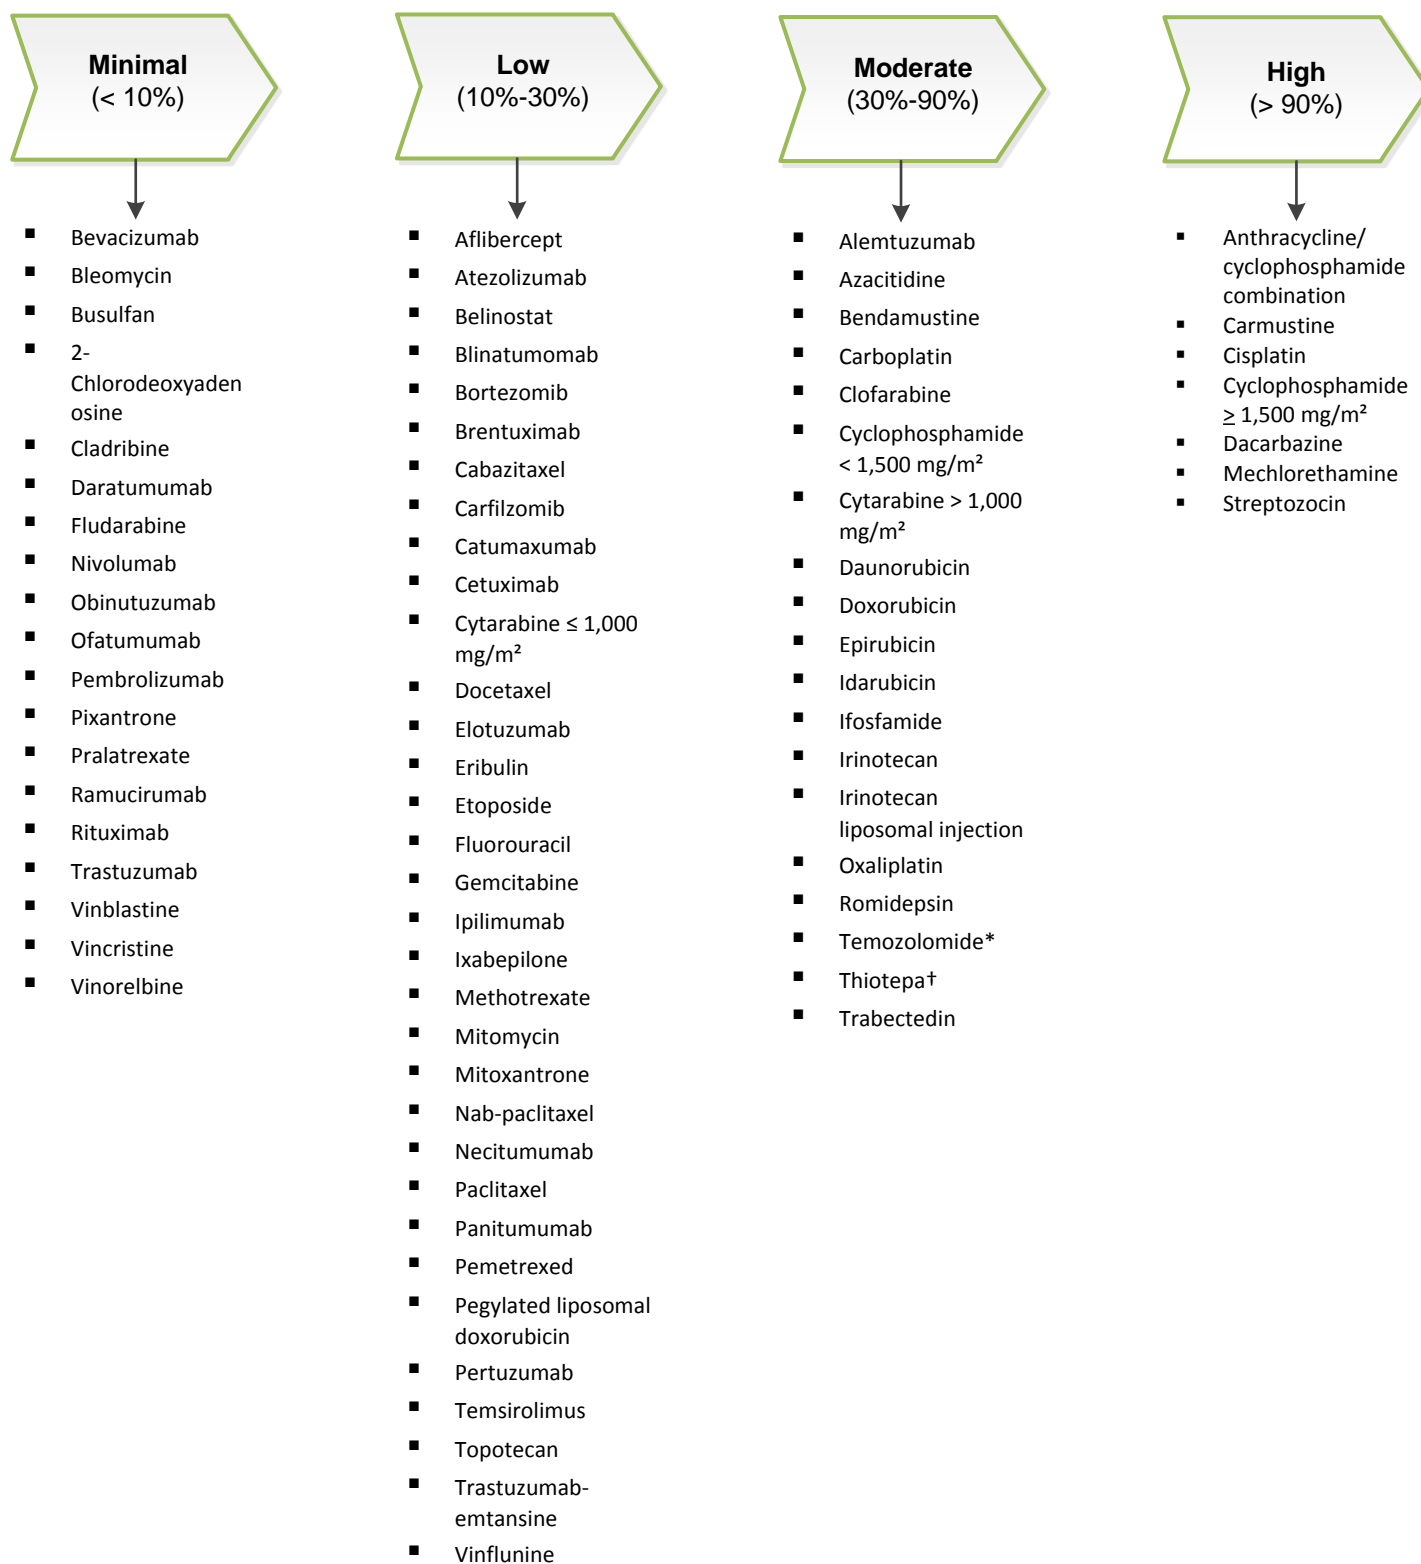 Minimal
(< 10%)
▪ Bevacizumab
▪ Bleomycin
▪ Busulfan
▪ 2-
Chlorodeoxyaden
osine
▪ Cladribine
▪ Daratumumab
▪ Fludarabine
▪ Nivolumab
▪ Obinutuzumab
▪ Ofatumumab
▪ Pembrolizumab
▪ Pixantrone
▪ Pralatrexate
▪ Ramucirumab
▪ Rituximab
▪ Trastuzumab
▪ Vinblastine
▪ Vincristine
▪ Vinorelbine
Low
(10%-30%)
▪ Aflibercept
▪ Atezolizumab
▪ Belinostat
▪ Blinatumomab
▪ Bortezomib
▪ Brentuximab
▪ Cabazitaxel
▪ Carfilzomib
▪ Catumaxumab
▪ Cetuximab
▪ Cytarabine ≤ 1,000
mg/m²
▪ Docetaxel
▪ Elotuzumab
▪ Eribulin
▪ Etoposide
▪ Fluorouracil
▪ Gemcitabine
▪ Ipilimumab
▪ Ixabepilone
▪ Methotrexate
▪ Mitomycin
▪ Mitoxantrone
▪ Nab-paclitaxel
▪ Necitumumab
▪ Paclitaxel
▪ Panitumumab
▪ Pemetrexed
▪ Pegylated liposomal
doxorubicin
▪ Pertuzumab
▪ Temsirolimus
▪ Topotecan
▪ Trastuzumab-
emtansine
▪ Vinflunine
Moderate
(30%-90%)
▪ Alemtuzumab
▪ Azacitidine
▪ Bendamustine
▪ Carboplatin
▪ Clofarabine
▪ Cyclophosphamide
< 1,500 mg/m²
▪ Cytarabine > 1,000
mg/m²
▪ Daunorubicin
▪ Doxorubicin
▪ Epirubicin
▪ Idarubicin
▪ Ifosfamide
▪ Irinotecan
▪ Irinotecan
liposomal injection
▪ Oxaliplatin
▪ Romidepsin
▪ Temozolomide*
▪ Thiotepa†
▪ Trabectedin
High
(> 90%)
▪ Anthracycline/
cyclophosphamide
combination
▪ Carmustine
▪ Cisplatin
▪ Cyclophosphamide
≥ 1,500 mg/m²
▪ Dacarbazine
▪ Mechlorethamine
▪ Streptozocin